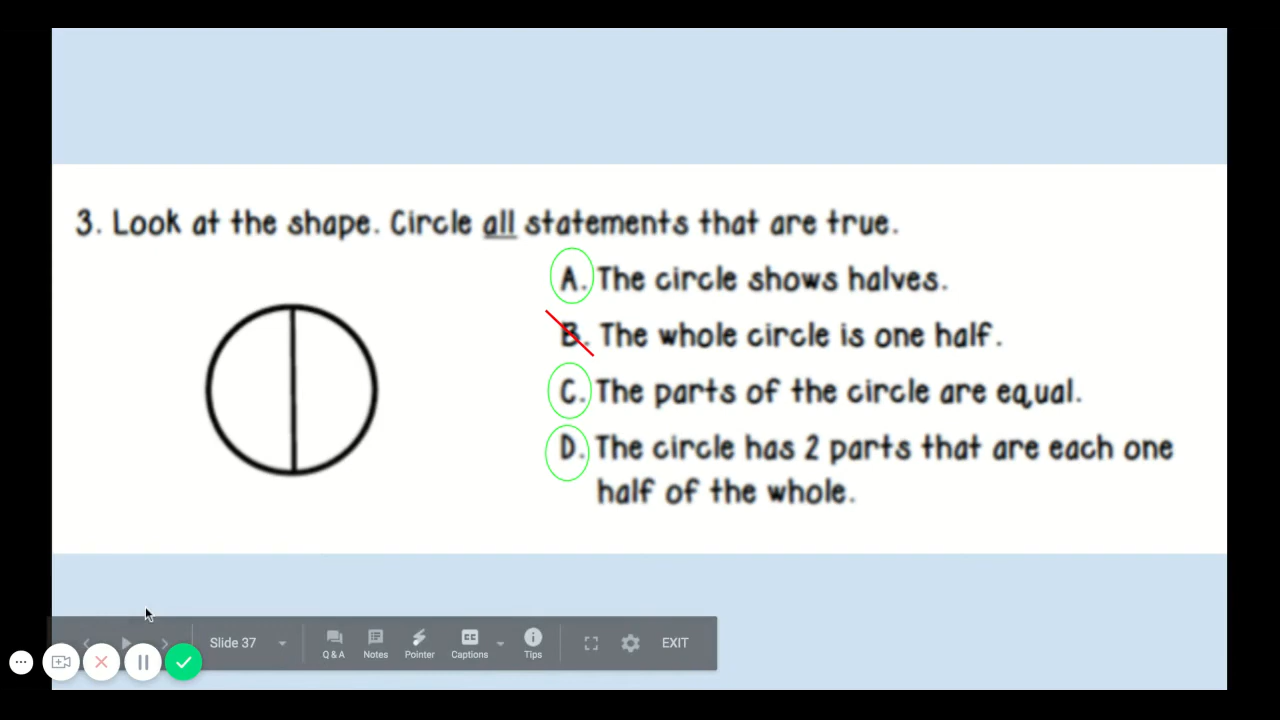 3. Look at the shape. Circle all statements that are true.
A. The circle shows halves.
B. The whole circle is one half.
C. The parts of the circle are equal.
D. The circle has 2 parts that are each one
half of the whole.
Slide 37
Q & A
Notes
Pointer
CC
Captions
Tips
EXIT